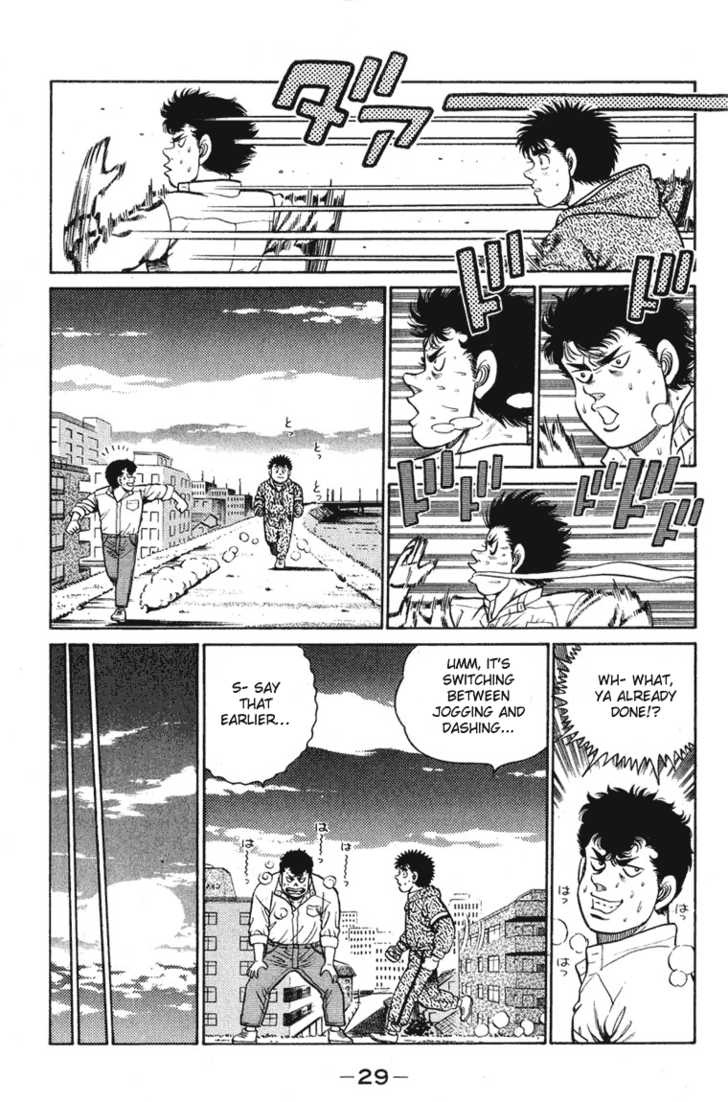 ダァ
ドド
ドド
ドドド
ドドド
とっ
とっ
とっ
WH- WHAT,
YA ALREADY
DONE!?
はっ
はっ
UMM, IT'S
SWITCHING
BETWEEN
JOGGING AND
DASHING...
S- SAY
THAT
EARLIER...
はっ
はっ
はっ
-29-